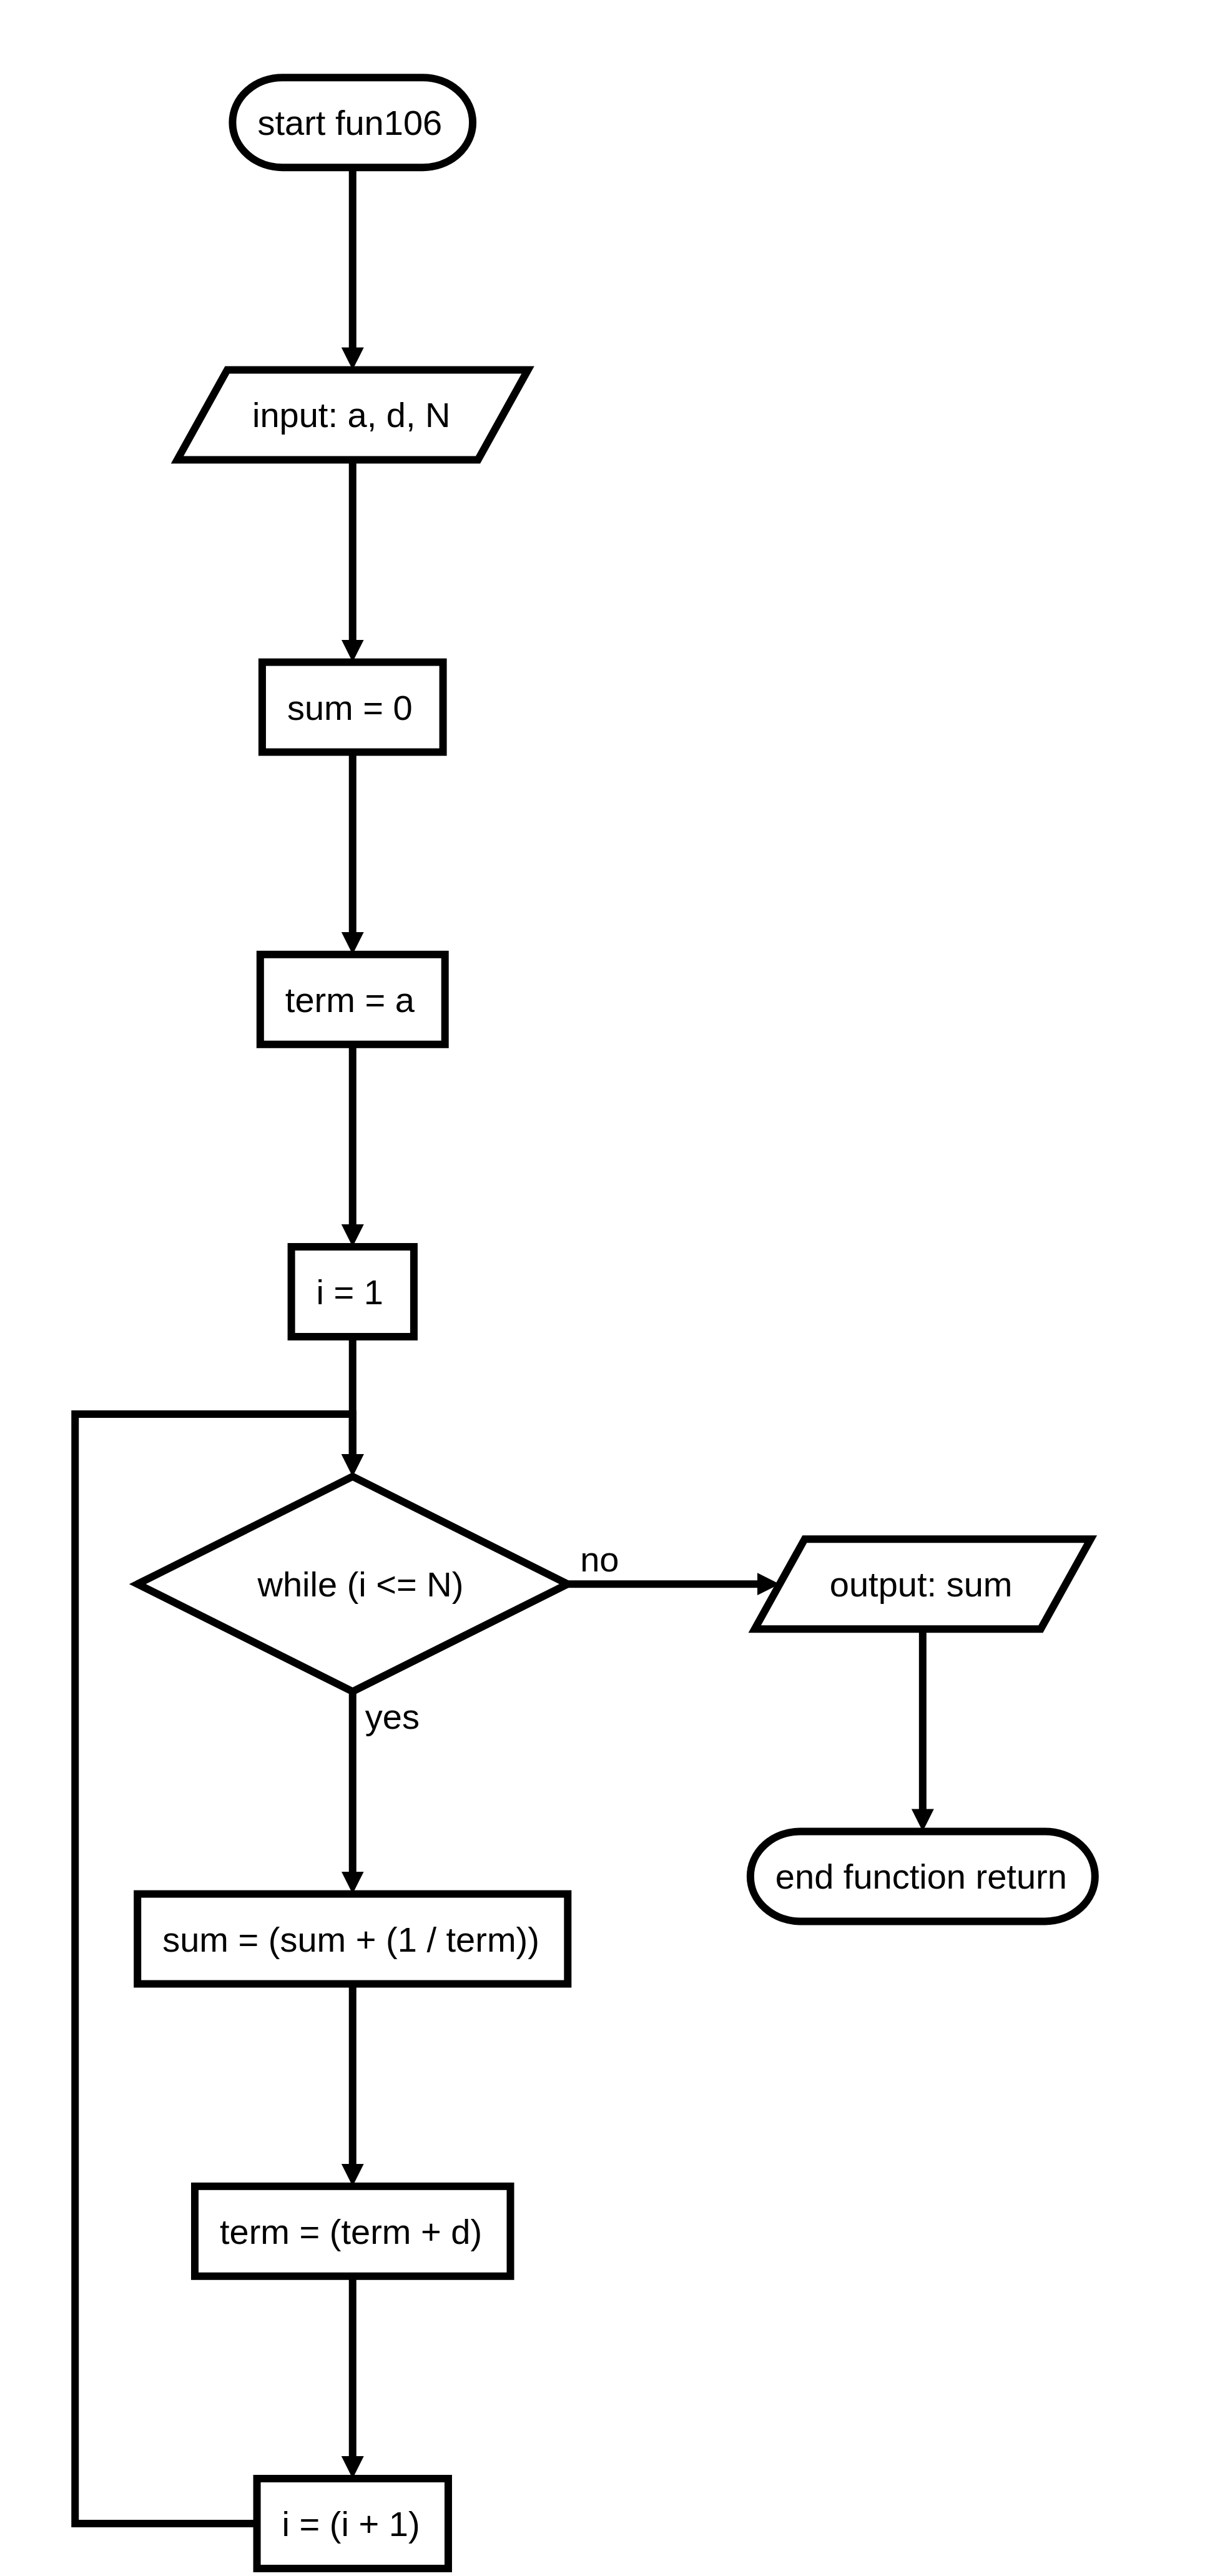 start fun106
input: a, d, N
sum = 0
term = a
i = 1
while (i <= N)
no
output: sum
yes
end function return
sum = (sum + (1 / term))
term = (term + d)
i = (i + 1)